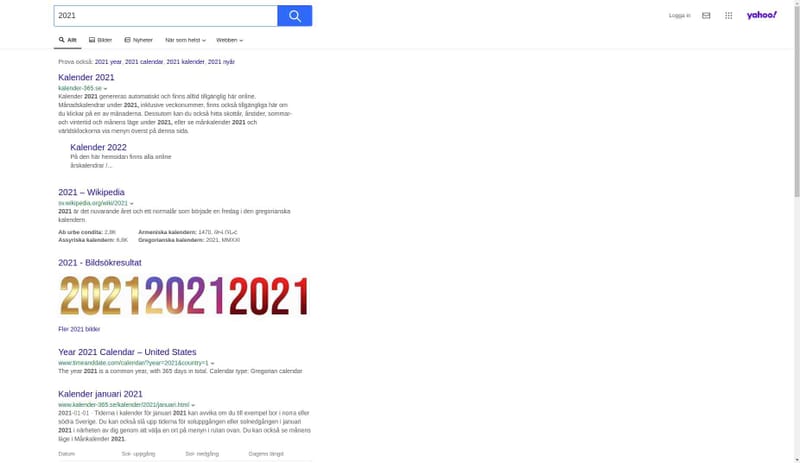 2021
Logga in
yahoo!
Allt Bilder Nyheter När som helst Webben
Prova också: 2021 year, 2021 calendar, 2021 kalender, 2021 nyår
Kalender 2021
kalender-365.se
Kalender 2021 genereras automatiskt och finns alltid tillgänglig här online.
Månadskalendrar under 2021, inklusive veckonummer, finns också tillgängliga här om
du klickar på en av månaderna. Dessutom kan du också hitta skottår, årstider, sommar-
och vintertid och månens läge under 2021, eller se månkalender 2021 och
världsklockorna via menyn överst på denna sida.
Kalender 2022
På den här hemsidan finns alla online
årskalendrar /...
2021 – Wikipedia
sv.wikipedia.org/wiki/2021
2021 är det nuvarande året och ett normalår som började en fredag i den gregorianska
kalendern.
Ab urbe condita: 2,8K Armeniska kalendern: 1470,
Assyriska kalendern: 6,8K Gregorianska kalendern: 2021, MMXXI
2021 - Bildsökresultat
2021 2021 2021
Fler 2021 bilder
Year 2021 Calendar – United States
www.timeanddate.com/calendar/?year=2021&country=1
The year 2021 is a common year, with 365 days in total. Calendar type: Gregorian calendar
Kalender januari 2021
www.kalender-365.se/kalender/2021/januari.html
2021-01-01 · Tiderna i kalender för januari 2021 kan avvika om du till exempel bor i norra eller
södra Sverige. Du kan också slå upp tiderna för soluppgången eller solnedgången i januari
2021 i närheten av dig genom att välja en ort på menyn i rutan ovan. Du kan också se månens
läge i Månkalender 2021.
Datum Sol- uppgång Sol- nedgång Dagens längd